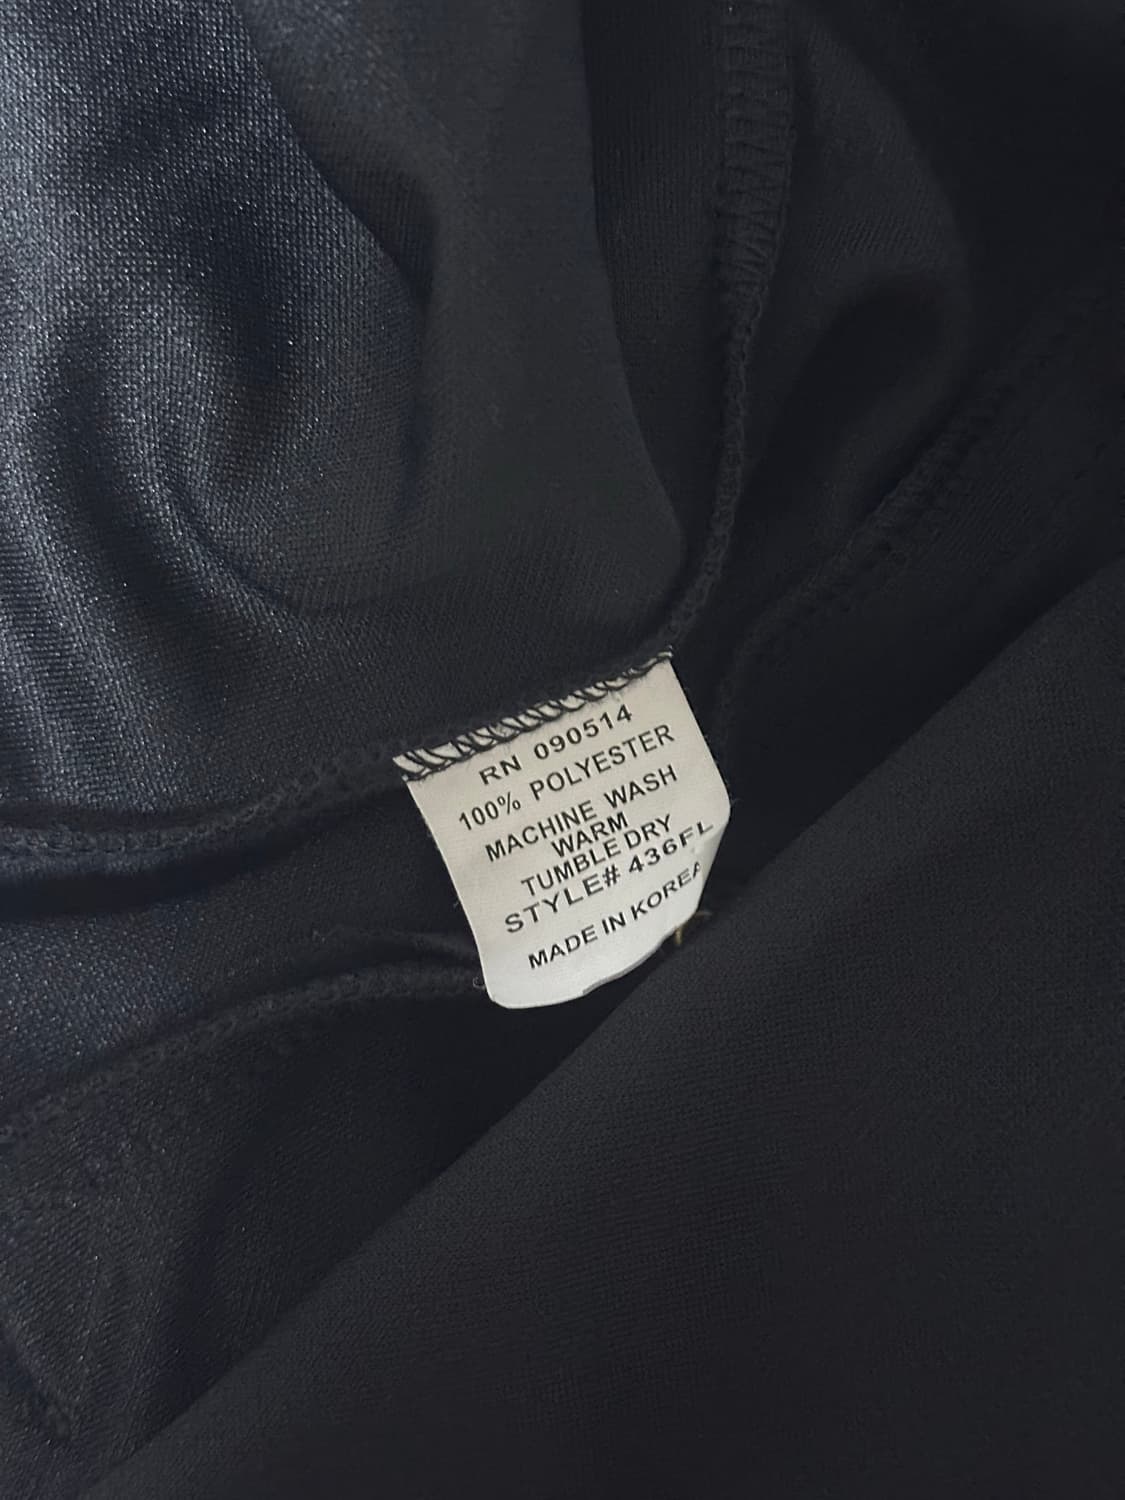 RN 090514
100% POLYESTER
MACHINE WASH
WARM
TUMBLE DRY
STYLE# 436FL
MADE IN KOREA